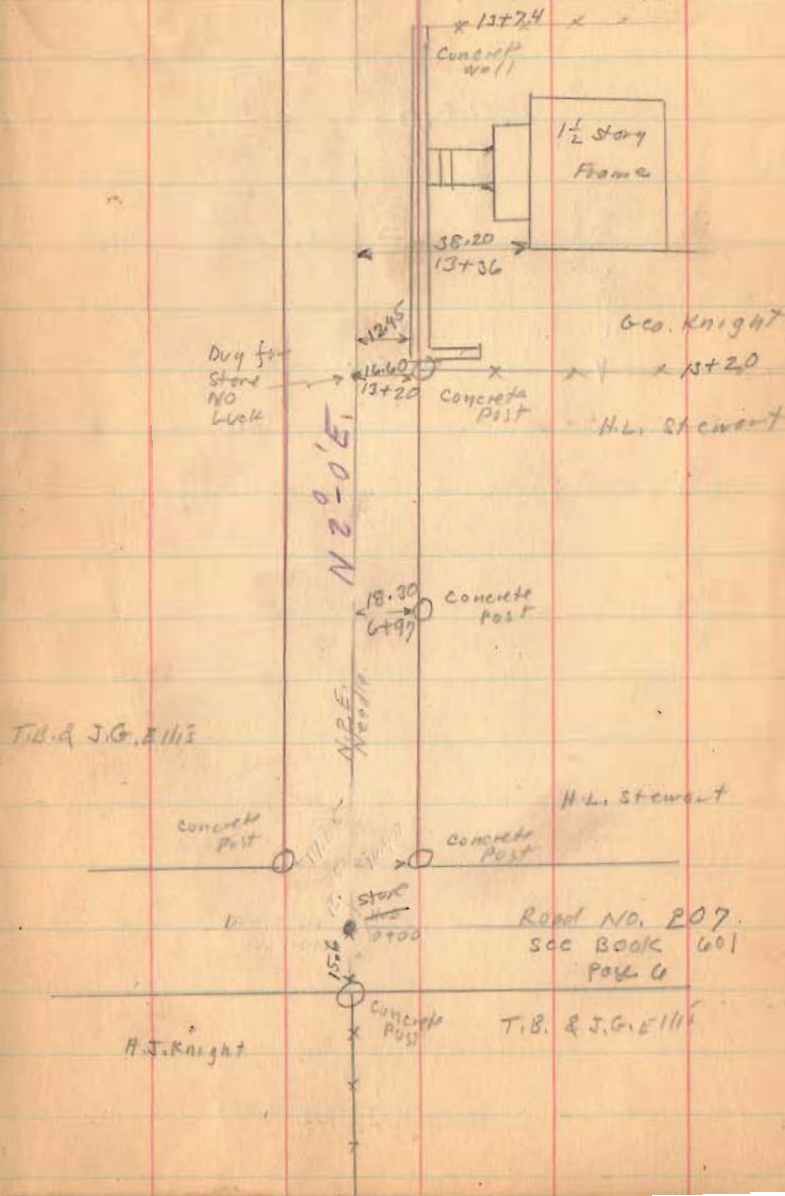 13+74
Concrete
Wall
1½ story
Frame
38.20
13+36
Geo. Knight
12.45
Dug for
Stone
NO
Luck
16.60
13+20
Concrete
Post
13+20
H.L. Stewart
N 2°-0'E.
18.30
6+97
Concrete
Post
N.2.E.
Needle
T.B. & J.G. Ellis
H.L. Stewart
Concrete
Post
Concrete
Post
Stone
0+00
15.6
Road NO. 207.
See BOOK 601
Page 6
Concrete
Post
T.B. & J.G. Ellis
H.J. Knight